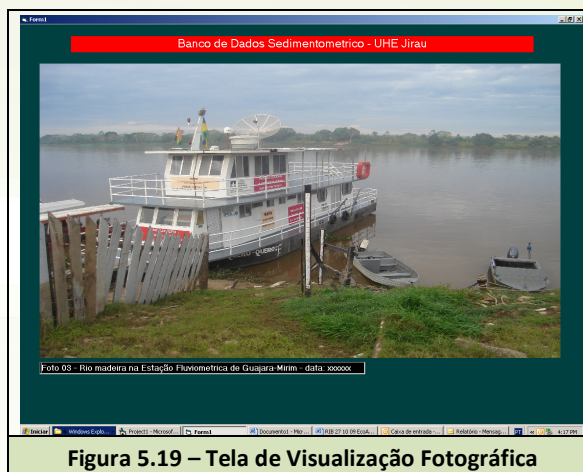 Form1
Banco de Dados Sedimentometrico - UHE Jirau
Foto 03 - Rio madeira na Estação Fluviometrica de Guajara-Mirim - data: xxxxxx
Iniciar Windows Explo... Project1 - Microsof... Form1 Documento1 - Micr... RIB 27 10 09 EcoA... Caixa de entrada -... Relatório - Mensag... PT 4:17 PM
Figura 5.19 – Tela de Visualização Fotográfica